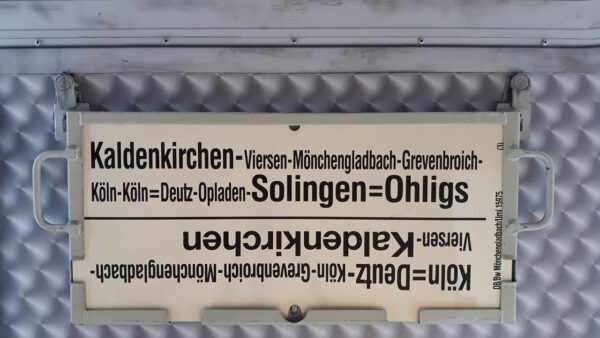 Kaldenkirchen-Viersen-Mönchengladbach-Grevenbroich-
Köln-Köln=Deutz-Opladen-Solingen=Ohligs
Köln=Deutz-Köln-Grevenbroich-Mönchengladbach-
Viersen-Kaldenkirchen